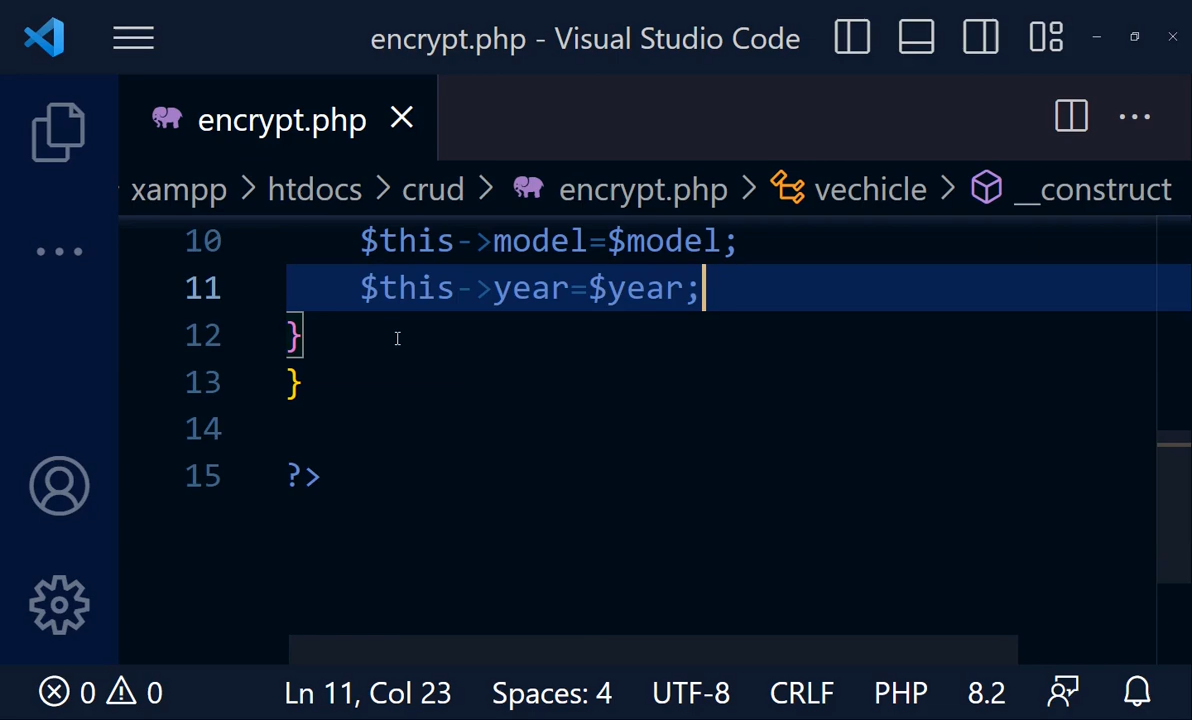 encrypt.php - Visual Studio Code
encrypt.php
xampp > htdocs > crud > encrypt.php > vechicle > __construct
10 $this->model=$model;
11 $this->year=$year;
12 }
13 }
14
15 ?>
0 0 Ln 11, Col 23 Spaces: 4 UTF-8 CRLF PHP 8.2